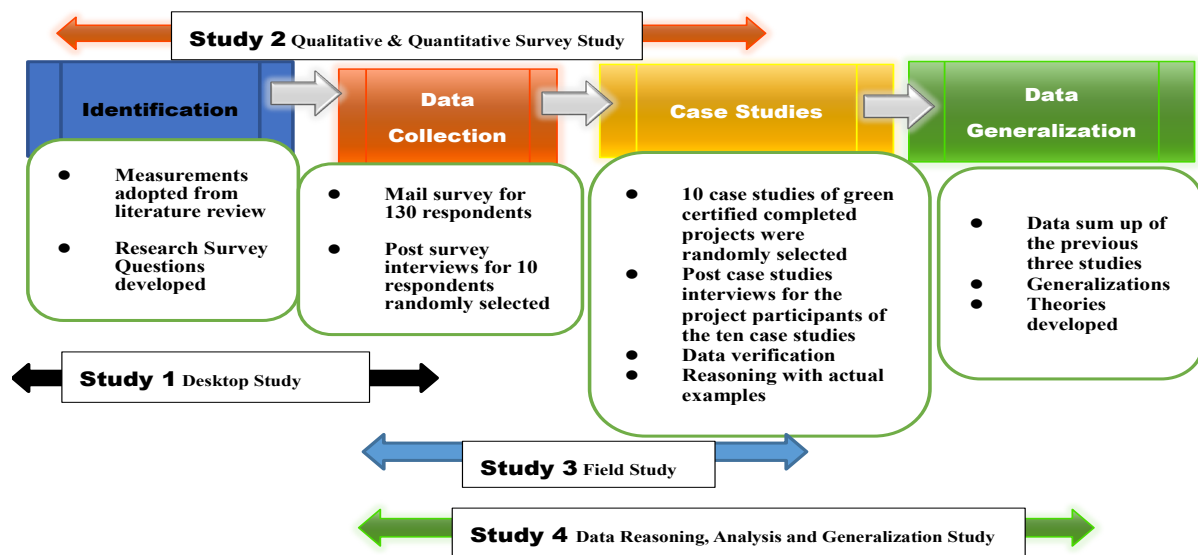 Study 2 Qualitative & Quantitative Survey Study
Identification
Data
Collection
Case Studies
Data
Generalization
● Measurements
adopted from
literature review
● Research Survey
Questions
developed
● Mail survey for
130 respondents
● Post survey
interviews for 10
respondents
randomly selected
● 10 case studies of green
certified completed
projects were
randomly selected
● Post case studies
interviews for the
project participants of
the ten case studies
● Data verification
● Reasoning with actual
examples
● Data sum up of
the previous
three studies
● Generalizations
● Theories
developed
Study 1 Desktop Study
Study 3 Field Study
Study 4 Data Reasoning, Analysis and Generalization Study